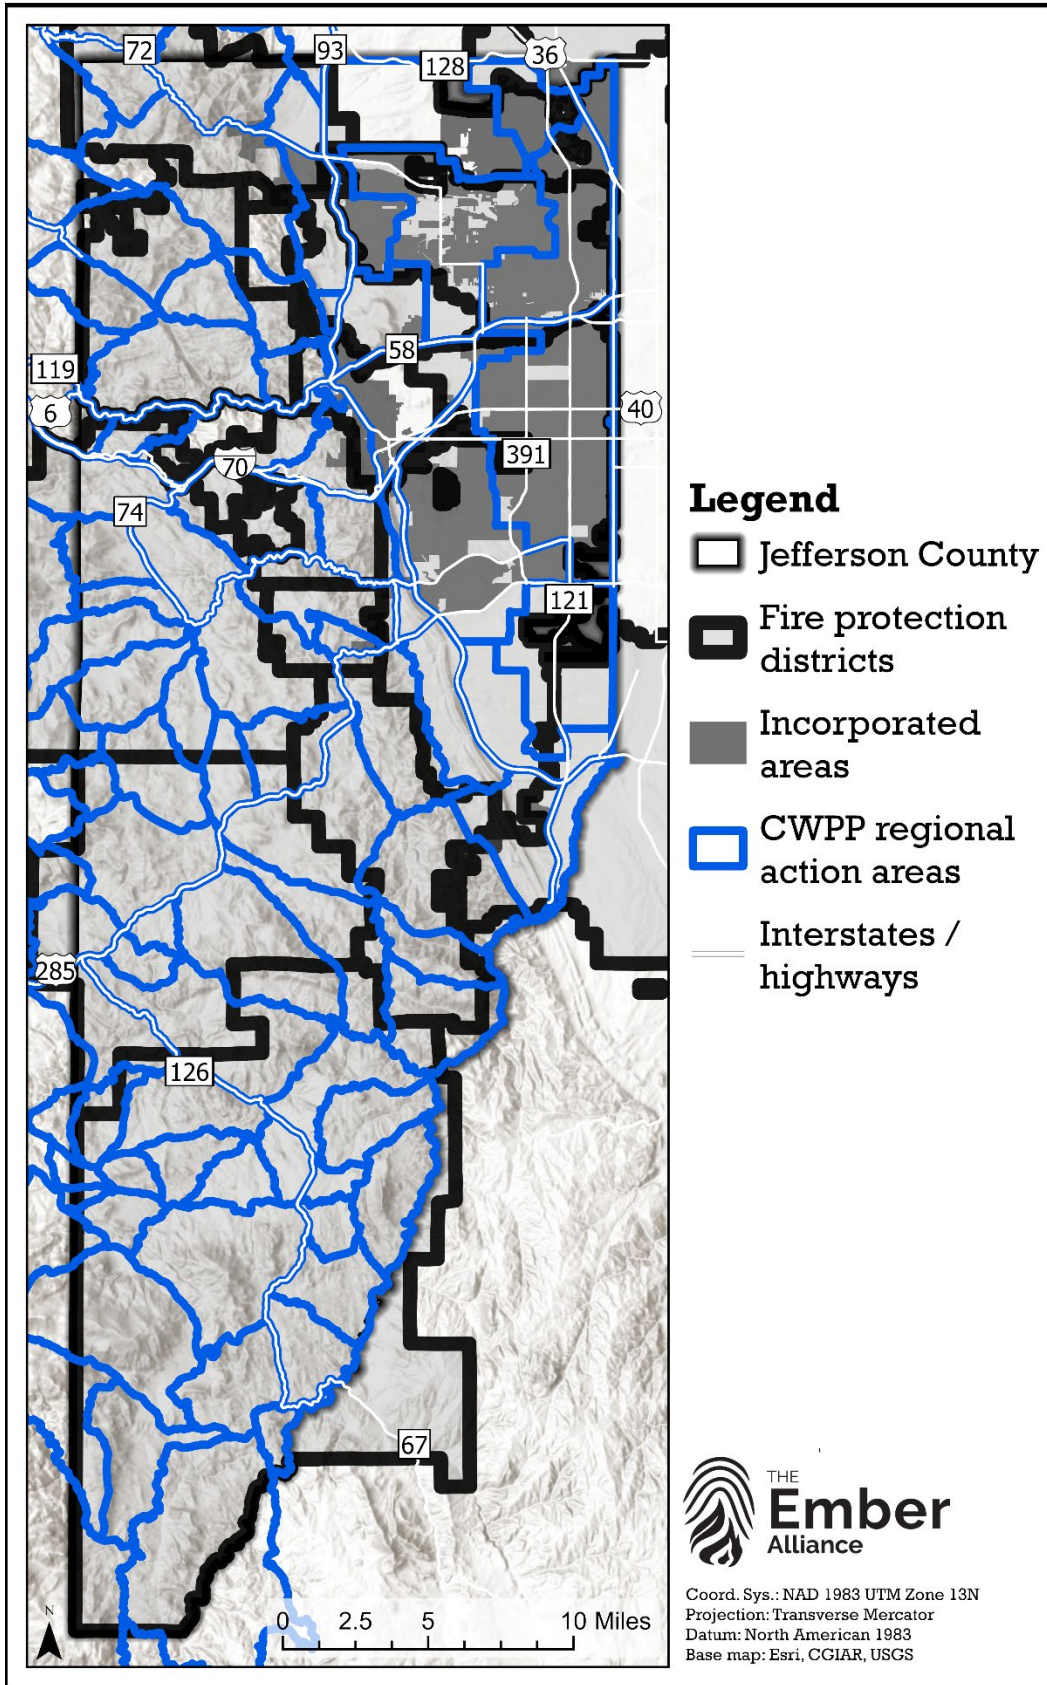 72
93
128
36
58
119
6
40
391
70
74
121
285
126
67
N
0 2.5 5 10 Miles
Legend
Jefferson County
Fire protection
districts
Incorporated
areas
CWPP regional
action areas
Interstates /
highways
THE
Ember
Alliance
Coord. Sys.: NAD 1983 UTM Zone 13N
Projection: Transverse Mercator
Datum: North American 1983
Base map: Esri, CGIAR, USGS